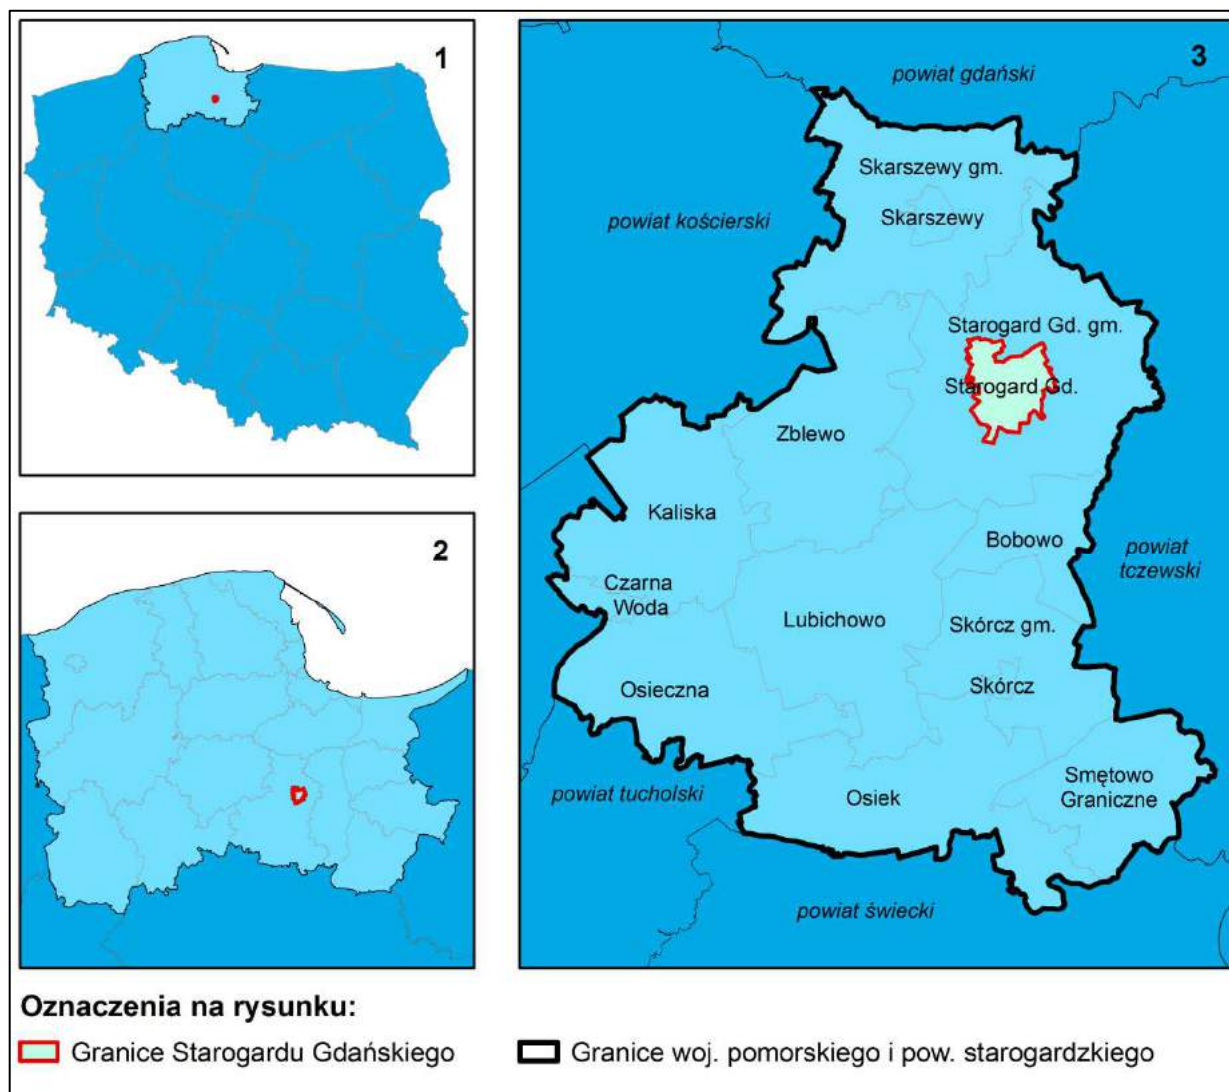 1
2
3
powiat gdański
Skarszewy gm.
powiat kościerski
Skarszewy
Starogard Gd. gm.
Starogard Gd.
Zblewo
Kaliska
Bobowo
powiat
tczewski
Czarna
Woda
Lubichowo
Skórcz gm.
Osieczna
Skórcz
powiat tucholski
Osiek
Smętowo
Graniczne
powiat świecki
Oznaczenia na rysunku:
Granice Starogardu Gdańskiego
Granice woj. pomorskiego i pow. starogardzkiego